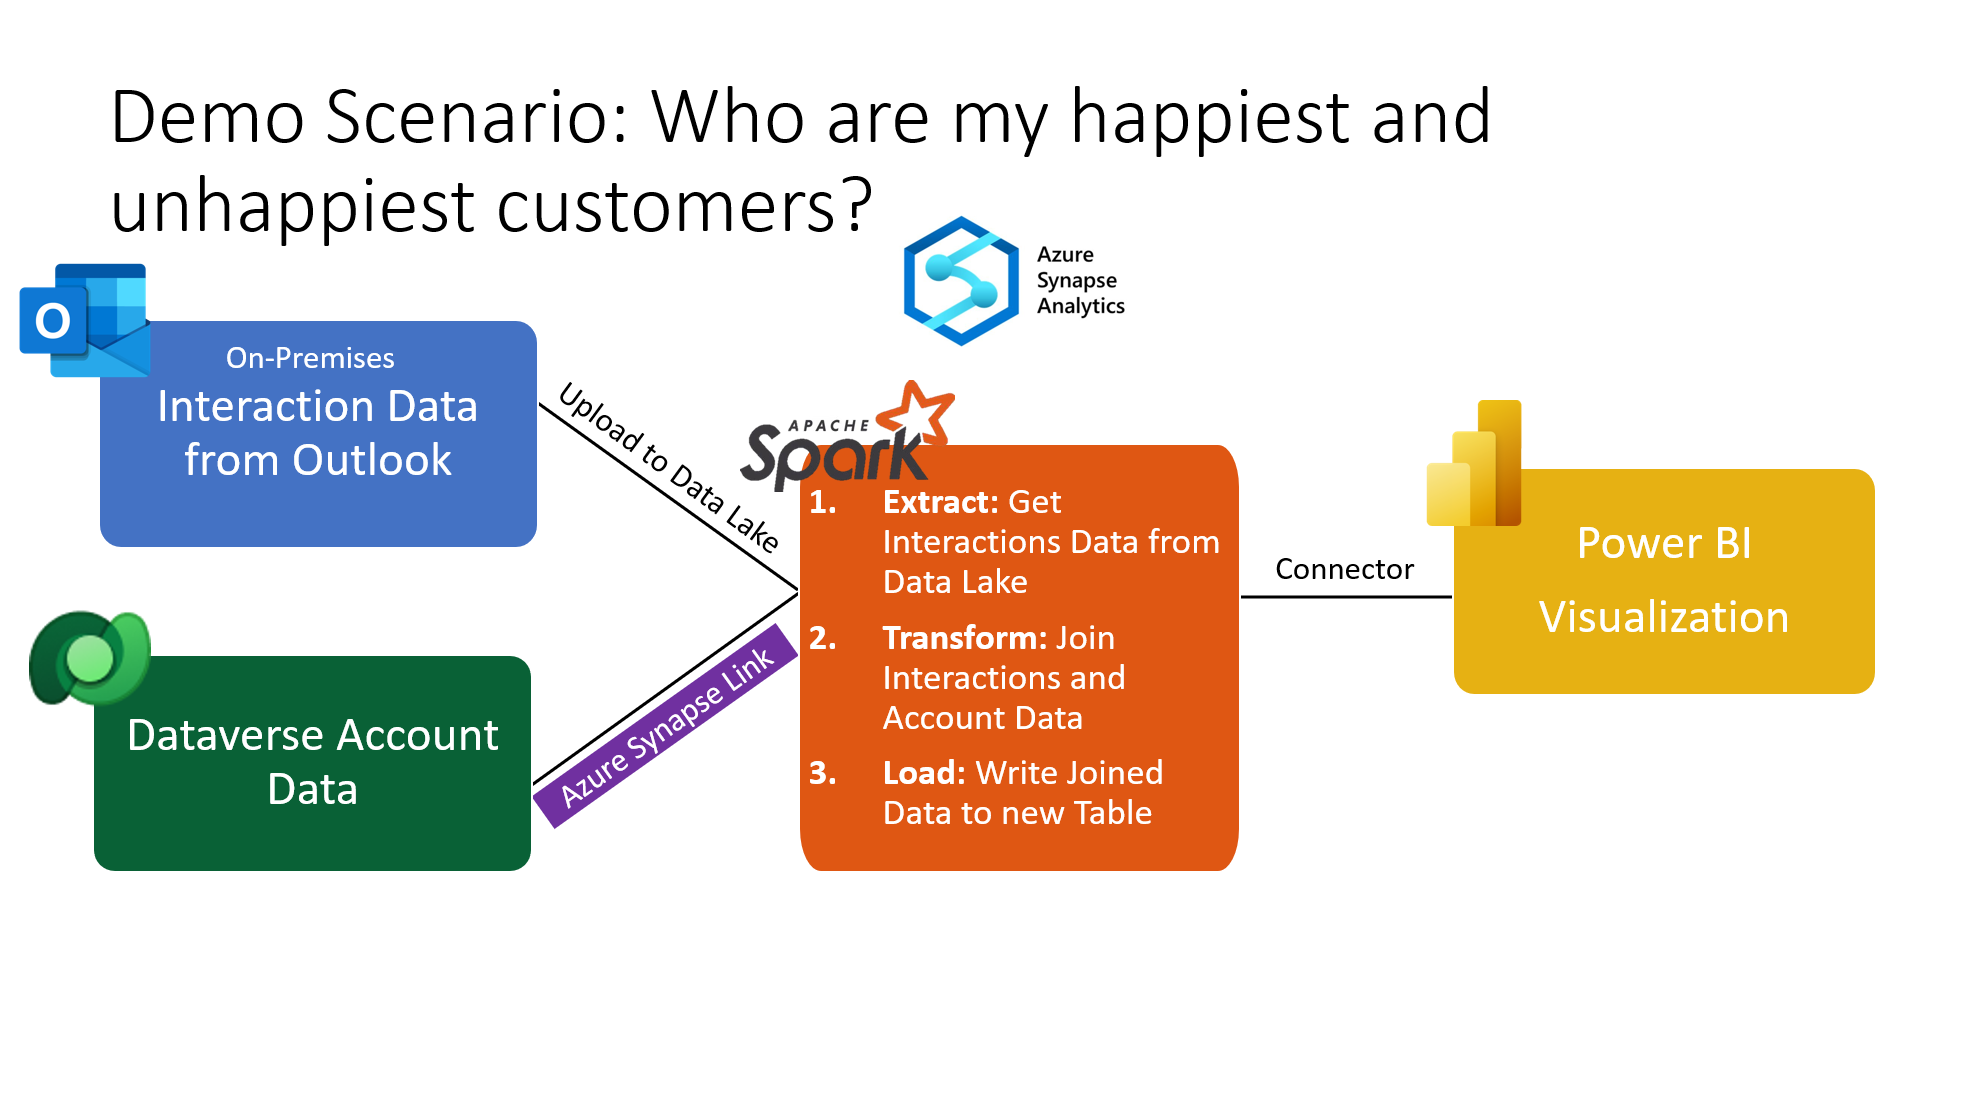 Demo Scenario: Who are my happiest and
unhappiest customers?
Azure
Synapse
Analytics
O
On-Premises
Interaction Data
from Outlook
Upload to Data Lake
APACHE
Spark
1. Extract: Get
Interactions Data from
Data Lake
2. Transform: Join
Interactions and
Account Data
3. Load: Write Joined
Data to new Table
Dataverse Account
Data
Azure Synapse Link
Connector
Power BI
Visualization